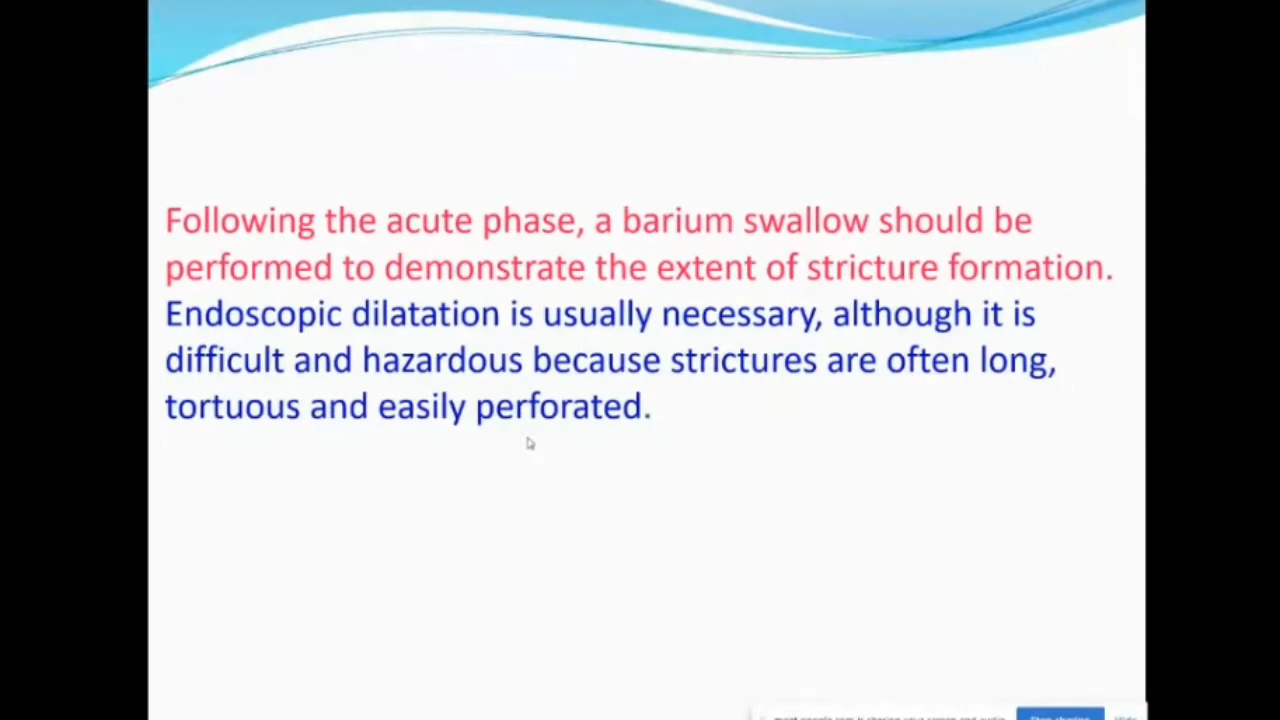 Following the acute phase, a barium swallow should be
performed to demonstrate the extent of stricture formation.
Endoscopic dilatation is usually necessary, although it is
difficult and hazardous because strictures are often long,
tortuous and easily perforated.